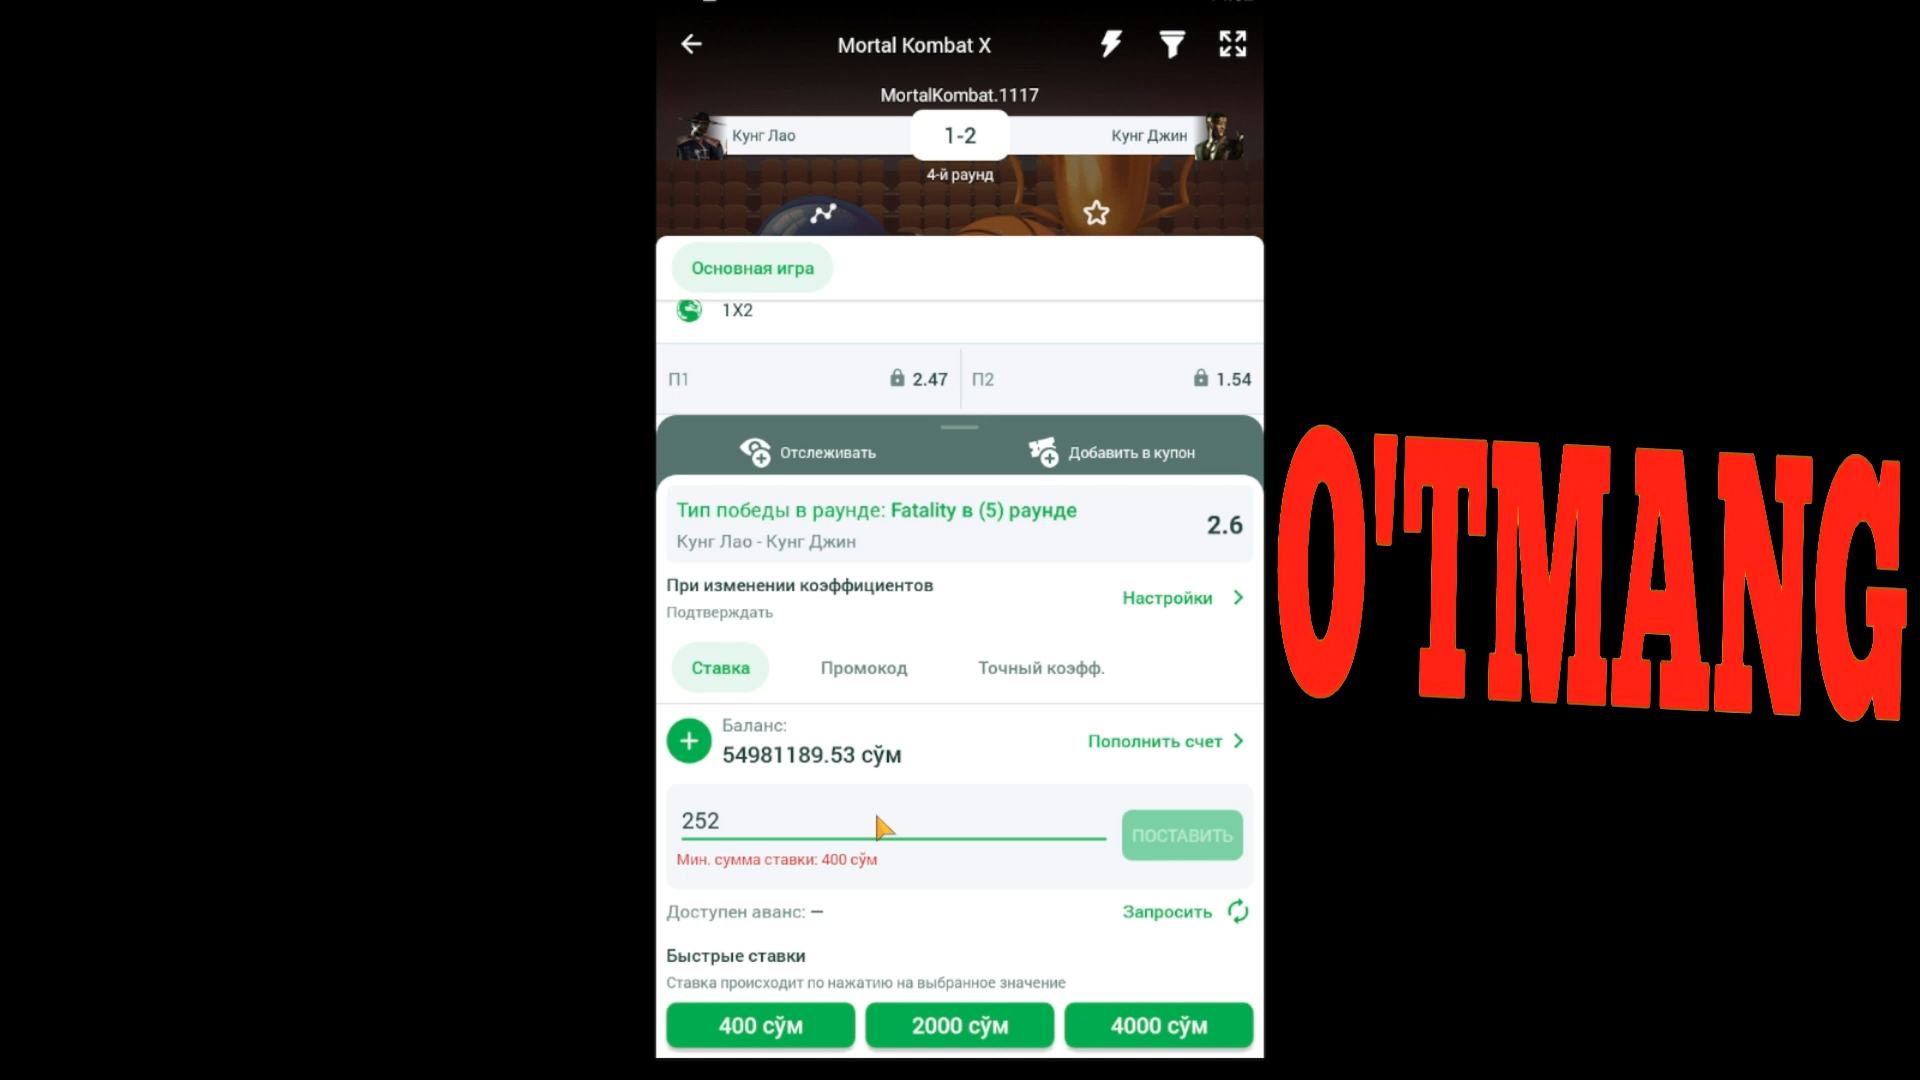 Mortal Kombat X
MortalKombat.1117
Кунг Лао
1-2
Кунг Джин
4-й раунд
Основная игра
1X2
П1
2.47
П2
1.54
Отслеживать
Добавить в купон
Тип победы в раунде: Fatality в (5) раунде
2.6
Кунг Лао - Кунг Джин
При изменении коэффициентов
Подтверждать
Настройки
Ставка
Промокод
Точный коэфф.
Баланс:
54981189.53 сўм
Пополнить счет
252
ПОСТАВИТЬ
Мин. сумма ставки: 400 сўм
Доступен аванс: —
Запросить
Быстрые ставки
Ставка происходит по нажатию на выбранное значение
400 сўм
2000 сўм
4000 сўм
O'TMANG